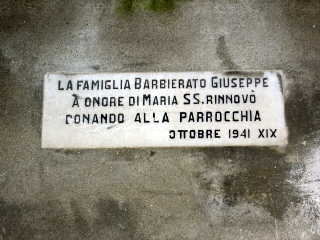 LA FAMIGLIA BARBIERATO GIUSEPPE
A ONORE DI MARIA SS. RINNOVÒ
DONANDO ALLA PARROCCHIA
OTTOBRE 1941 XIX